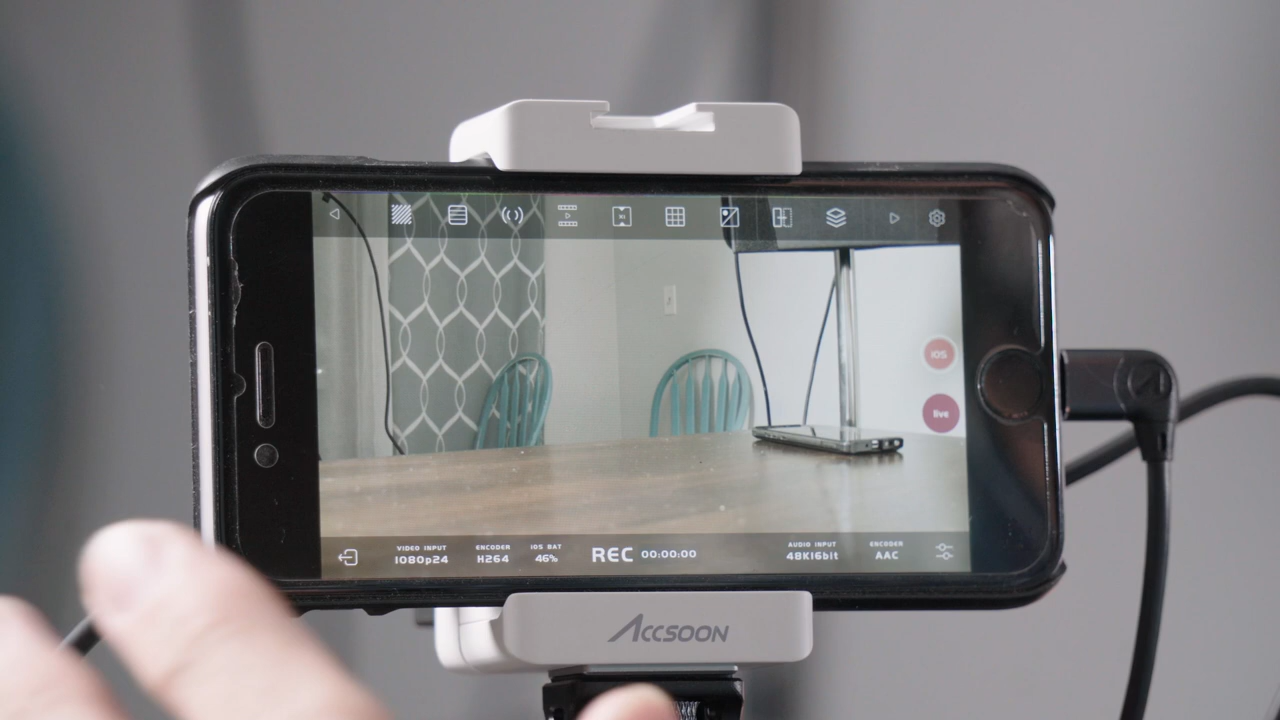 iOS
live
VIDEO INPUT
1080p24
ENCODER
H264
iOS BAT
46%
REC 00:00:00
AUDIO INPUT
48K16bit
ENCODER
AAC
ACCSOON